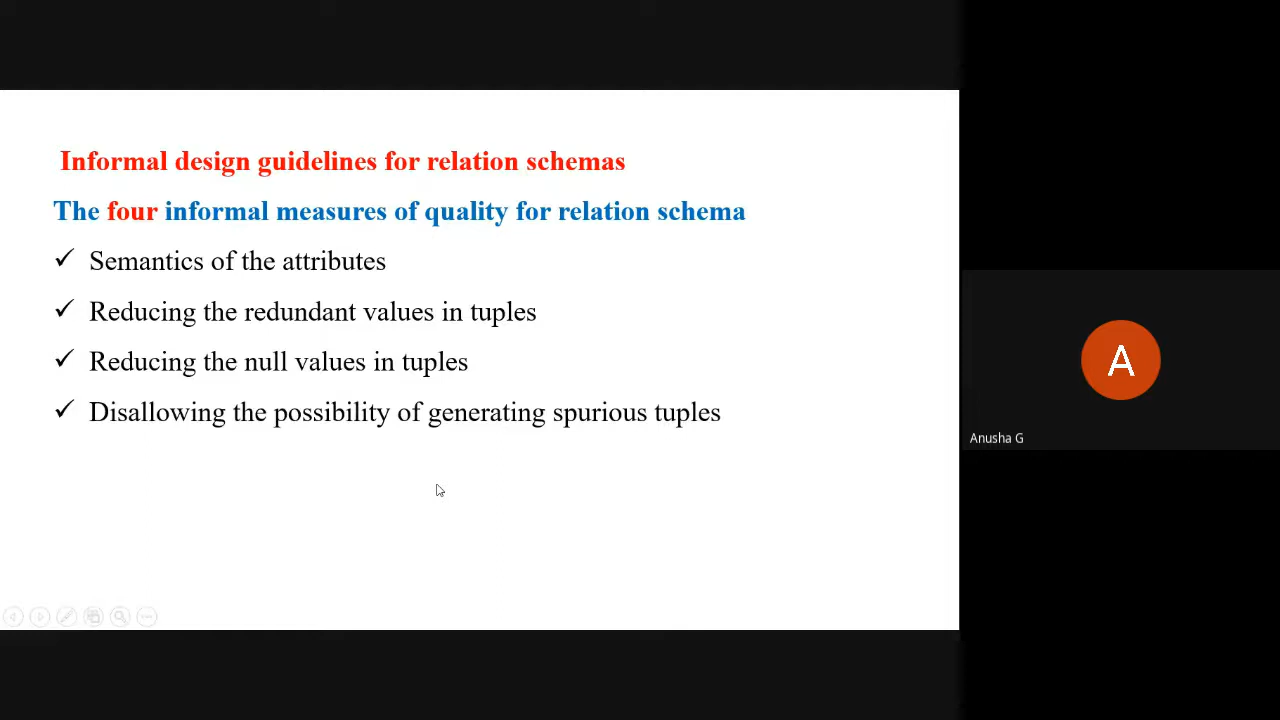 Informal design guidelines for relation schemas
The four informal measures of quality for relation schema
✓ Semantics of the attributes
✓ Reducing the redundant values in tuples
✓ Reducing the null values in tuples
✓ Disallowing the possibility of generating spurious tuples
A
Anusha G